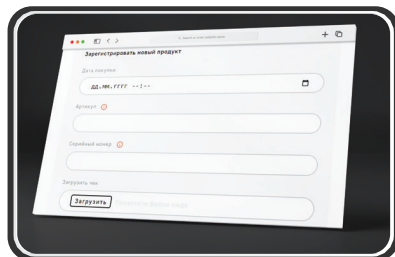 Зарегистрировать новый продукт
Дата покупки
ДД.ММ.ГГГГ --:--
Артикул
Серийный номер
Загрузить чек
Загрузить